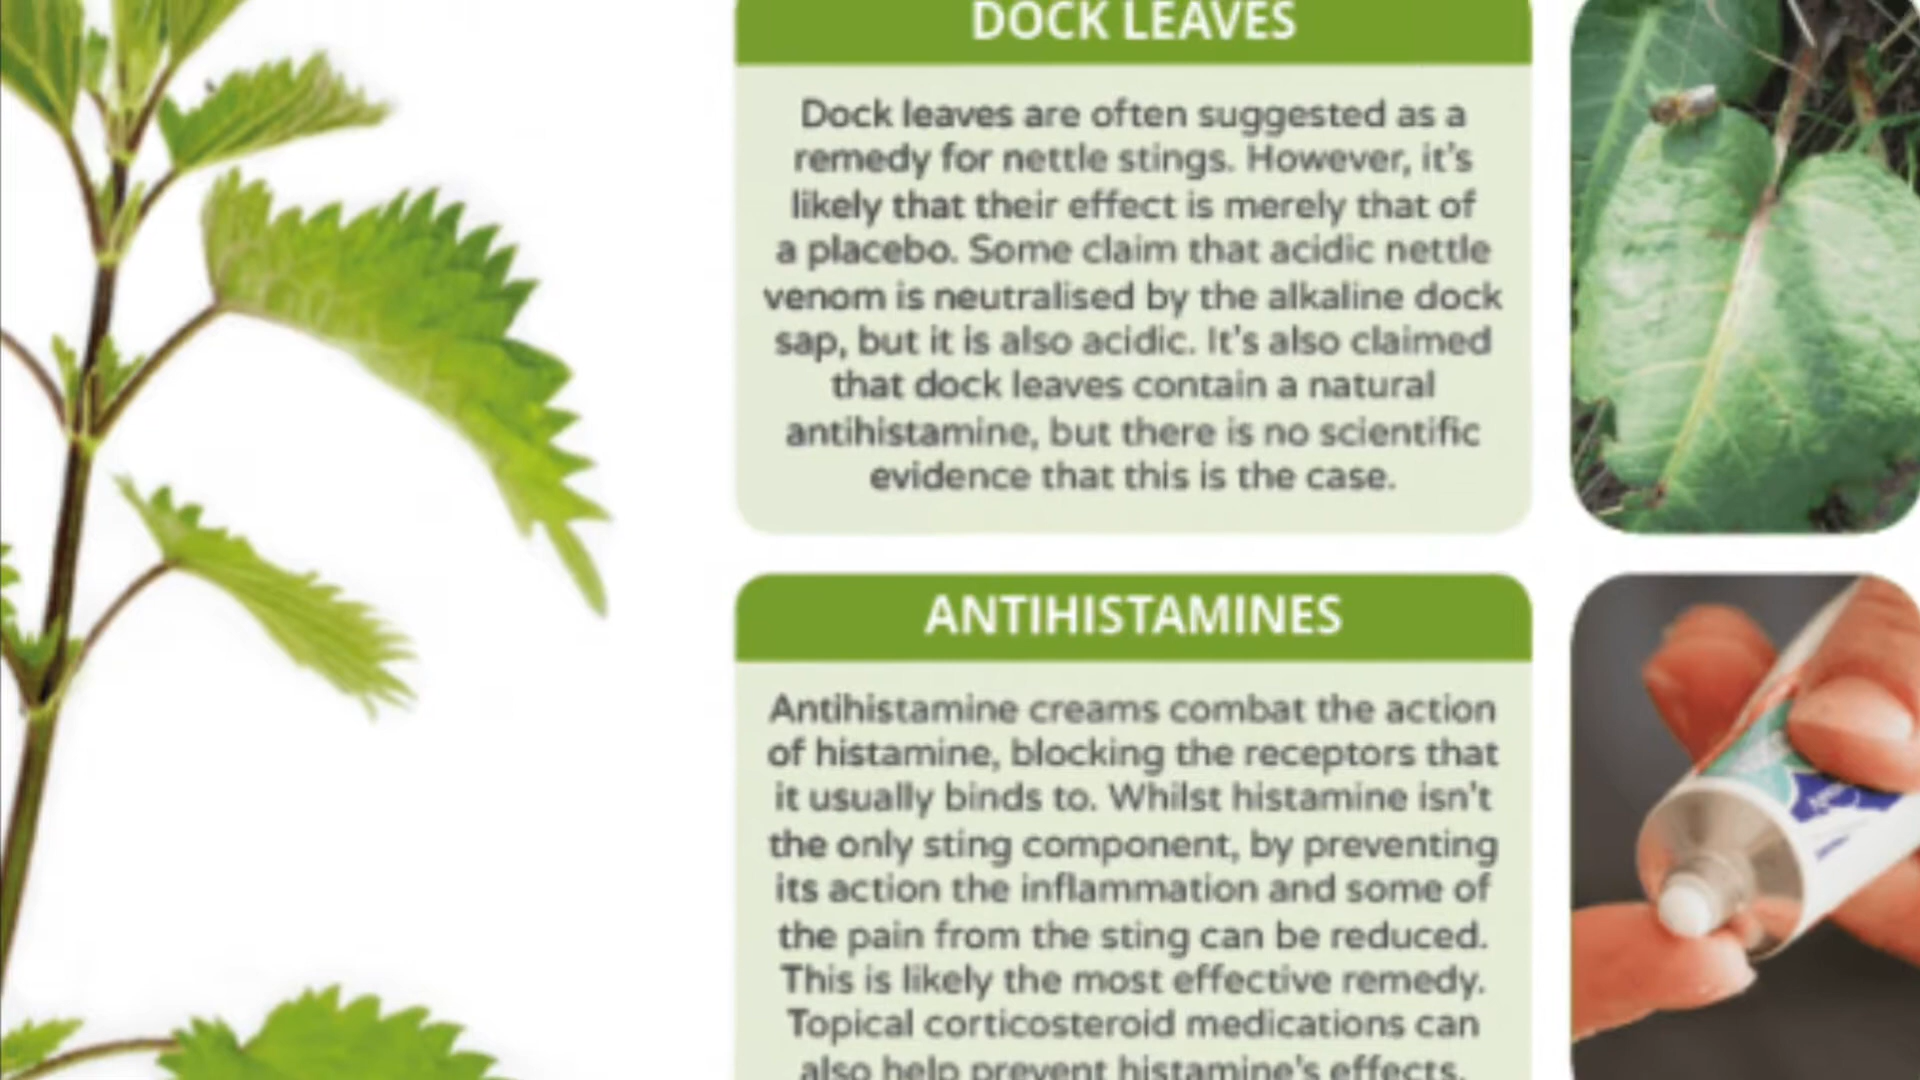 DOCK LEAVES
Dock leaves are often suggested as a
remedy for nettle stings. However, it's
likely that their effect is merely that of
a placebo. Some claim that acidic nettle
venom is neutralised by the alkaline dock
sap, but it is also acidic. It's also claimed
that dock leaves contain a natural
antihistamine, but there is no scientific
evidence that this is the case.
ANTIHISTAMINES
Antihistamine creams combat the action
of histamine, blocking the receptors that
it usually binds to. Whilst histamine isn't
the only sting component, by preventing
its action the inflammation and some of
the pain from the sting can be reduced.
This is likely the most effective remedy.
Topical corticosteroid medications can
also help prevent histamine's effects.